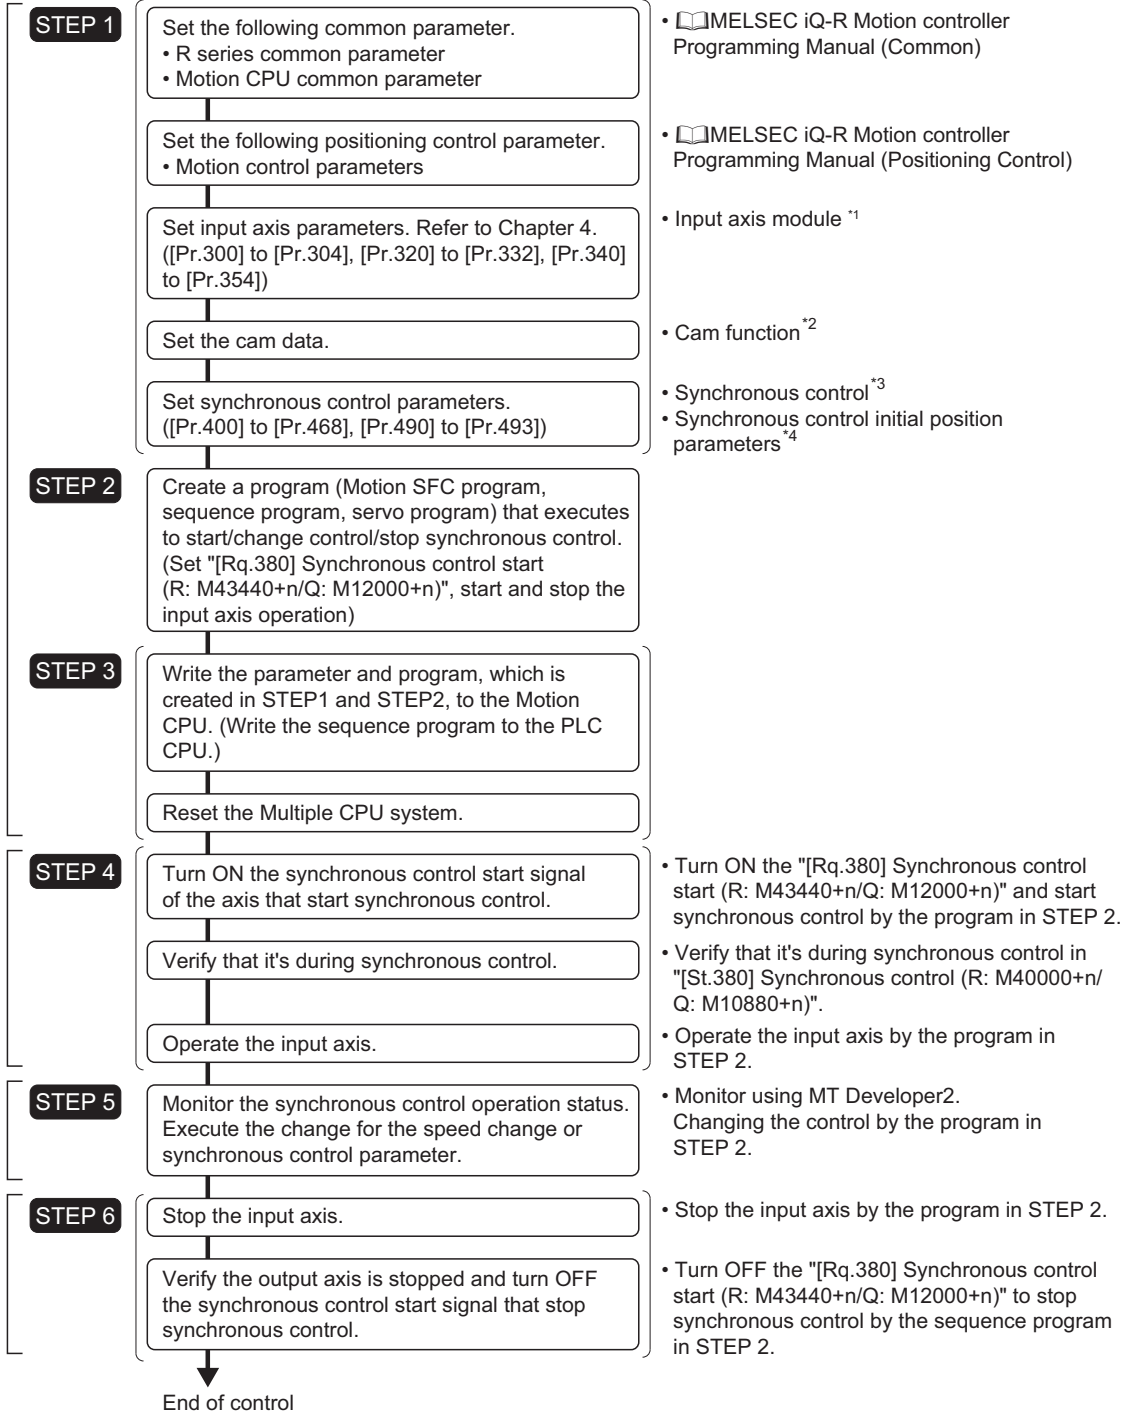 STEP 1
Set the following common parameter.
• R series common parameter
• Motion CPU common parameter
• MELSEC iQ-R Motion controller
Programming Manual (Common)
Set the following positioning control parameter.
• Motion control parameters
• MELSEC iQ-R Motion controller
Programming Manual (Positioning Control)
Set input axis parameters. Refer to Chapter 4.
([Pr.300] to [Pr.304], [Pr.320] to [Pr.332], [Pr.340]
to [Pr.354])
• Input axis module *1
Set the cam data.
• Cam function*2
Set synchronous control parameters.
([Pr.400] to [Pr.468], [Pr.490] to [Pr.493])
• Synchronous control*3
• Synchronous control initial position
parameters*4
STEP 2
Create a program (Motion SFC program,
sequence program, servo program) that executes
to start/change control/stop synchronous control.
(Set "[Rq.380] Synchronous control start
(R: M43440+n/Q: M12000+n)", start and stop the
input axis operation)
STEP 3
Write the parameter and program, which is
created in STEP1 and STEP2, to the Motion
CPU. (Write the sequence program to the PLC
CPU.)
Reset the Multiple CPU system.
STEP 4
Turn ON the synchronous control start signal
of the axis that start synchronous control.
• Turn ON the "[Rq.380] Synchronous control
start (R: M43440+n/Q: M12000+n)" and start
synchronous control by the program in STEP 2.
Verify that it's during synchronous control.
• Verify that it's during synchronous control in
"[St.380] Synchronous control (R: M40000+n/
Q: M10880+n)".
Operate the input axis.
• Operate the input axis by the program in
STEP 2.
STEP 5
Monitor the synchronous control operation status.
Execute the change for the speed change or
synchronous control parameter.
• Monitor using MT Developer2.
Changing the control by the program in
STEP 2.
STEP 6
Stop the input axis.
• Stop the input axis by the program in STEP 2.
Verify the output axis is stopped and turn OFF
the synchronous control start signal that stop
synchronous control.
• Turn OFF the "[Rq.380] Synchronous control
start (R: M43440+n/Q: M12000+n)" to stop
synchronous control by the sequence program
in STEP 2.
End of control